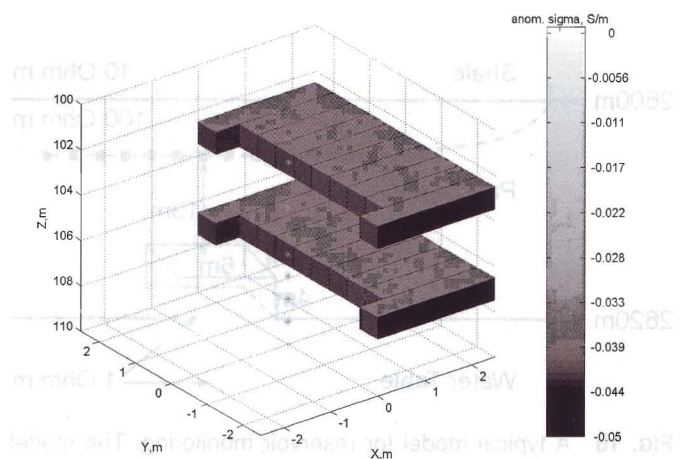 anom. sigma, S/m
0
-0.0056
-0.011
-0.017
-0.022
-0.028
-0.033
-0.039
-0.044
-0.05
100
102
104
106
108
110
Z,m
2
1
0
-1
-2
Y,m
-2
-1
0
1
2
X,m
Shale
10 Ohm.m
2600m
100 Ohm.m
6m
2620m
Water Table
1 Ohm.m
FIG. 16. A typical model for reservoir monitoring. The model